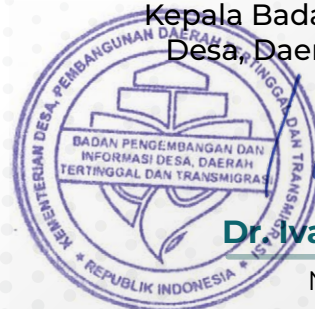 Kepala Bada
Desa, Daer
KEMENTERIAN DESA, PEMBANGUNAN DAERAH TERTINGGAL DAN TRANSMIGRASI
BADAN PENGEMBANGAN DAN
INFORMASI DESA, DAERAH
TERTINGGAL DAN TRANSMIGRASI
* REPUBLIK INDONESIA *
Dr. Iva
N